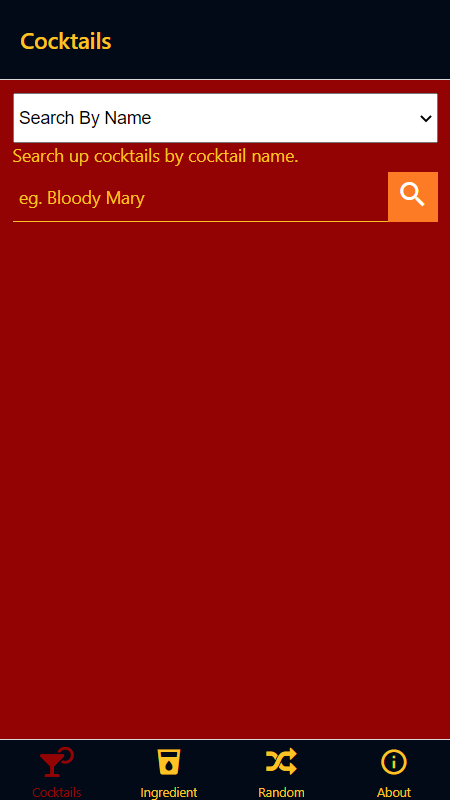 Cocktails
Search By Name
Search up cocktails by cocktail name.
eg. Bloody Mary
Cocktails
Ingredient
Random
About